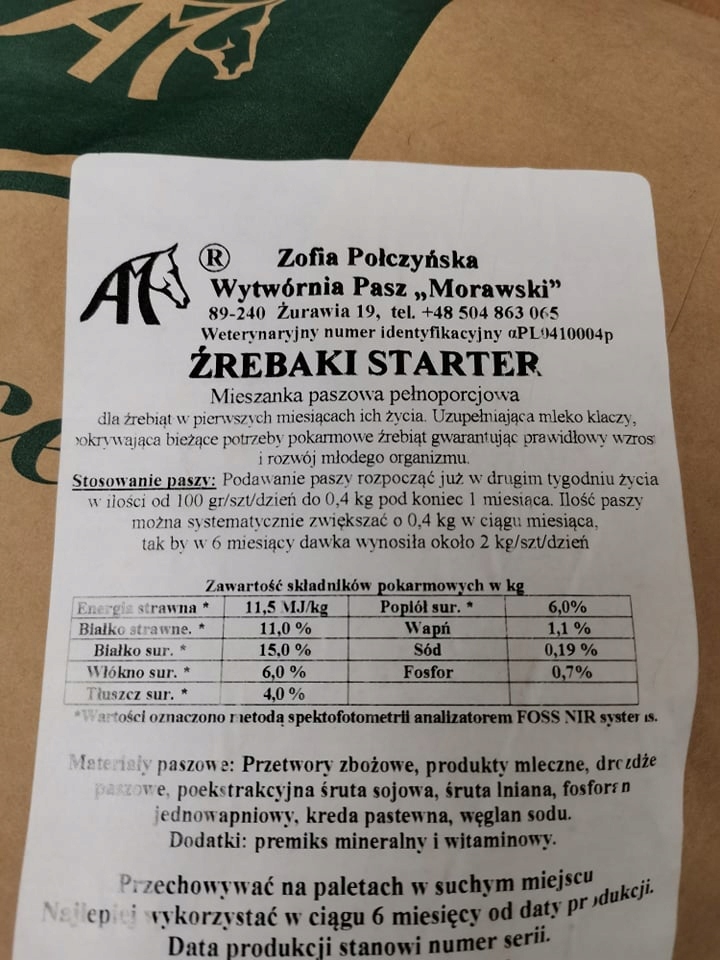 AM
AM ® Zofia Połczyńska
Wytwórnia Pasz „Morawski”
89-240 Żurawia 19, tel. +48 504 863 065
Weterynaryjny numer identyfikacyjny αPL0410004p
ŹREBAKI STARTER
Mieszanka paszowa pełnoporcjowa
dla źrebiąt w pierwszych miesiącach ich życia. Uzupełniająca mleko klaczy,
pokrywająca bieżące potrzeby pokarmowe źrebiąt gwarantując prawidłowy wzros
i rozwój młodego organizmu.
Stosowanie paszy: Podawanie paszy rozpocząć już w drugim tygodniu życia
w ilości od 100 gr/szt/dzień do 0,4 kg pod koniec 1 miesiąca. Ilość paszy
można systematycznie zwiększać o 0,4 kg w ciągu miesiąca,
tak by w 6 miesiący dawka wynosiła około 2 kg/szt/dzień
Zawartość składników pokarmowych w kg
Energia strawna * 11,5 MJ/kg Popiół sur. * 6,0%
Białko strawne. * 11,0 % Wapń 1,1 %
Białko sur. * 15,0 % Sód 0,19 %
Włókno sur. * 6,0 % Fosfor 0,7%
Tłuszcz sur. * 4,0 %
*Wartości oznaczono metodą spektofotometrii analizatorem FOSS NIR systems.
Materiały paszowe: Przetwory zbożowe, produkty mleczne, drożdże
paszowe, poekstrakcyjna śruta sojowa, śruta lniana, fosforan
jednowapniowy, kreda pastewna, węglan sodu.
Dodatki: premiks mineralny i witaminowy.
Przechowywać na paletach w suchym miejscu
Najlepiej wykorzystać w ciągu 6 miesięcy od daty produkcji.
Data produkcji stanowi numer serii.